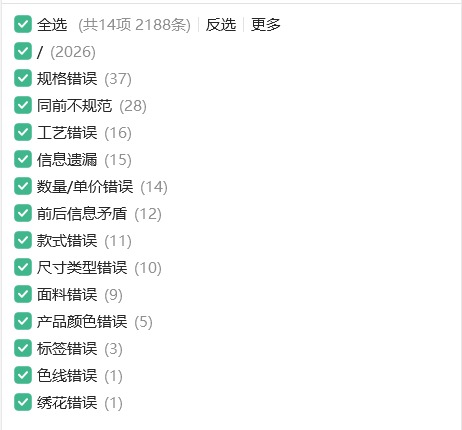 全选 (共14项 2188条) 反选 更多
/ (2026)
规格错误 (37)
同前不规范 (28)
工艺错误 (16)
信息遗漏 (15)
数量/单价错误 (14)
前后信息矛盾 (12)
款式错误 (11)
尺寸类型错误 (10)
面料错误 (9)
产品颜色错误 (5)
标签错误 (3)
色线错误 (1)
绣花错误 (1)